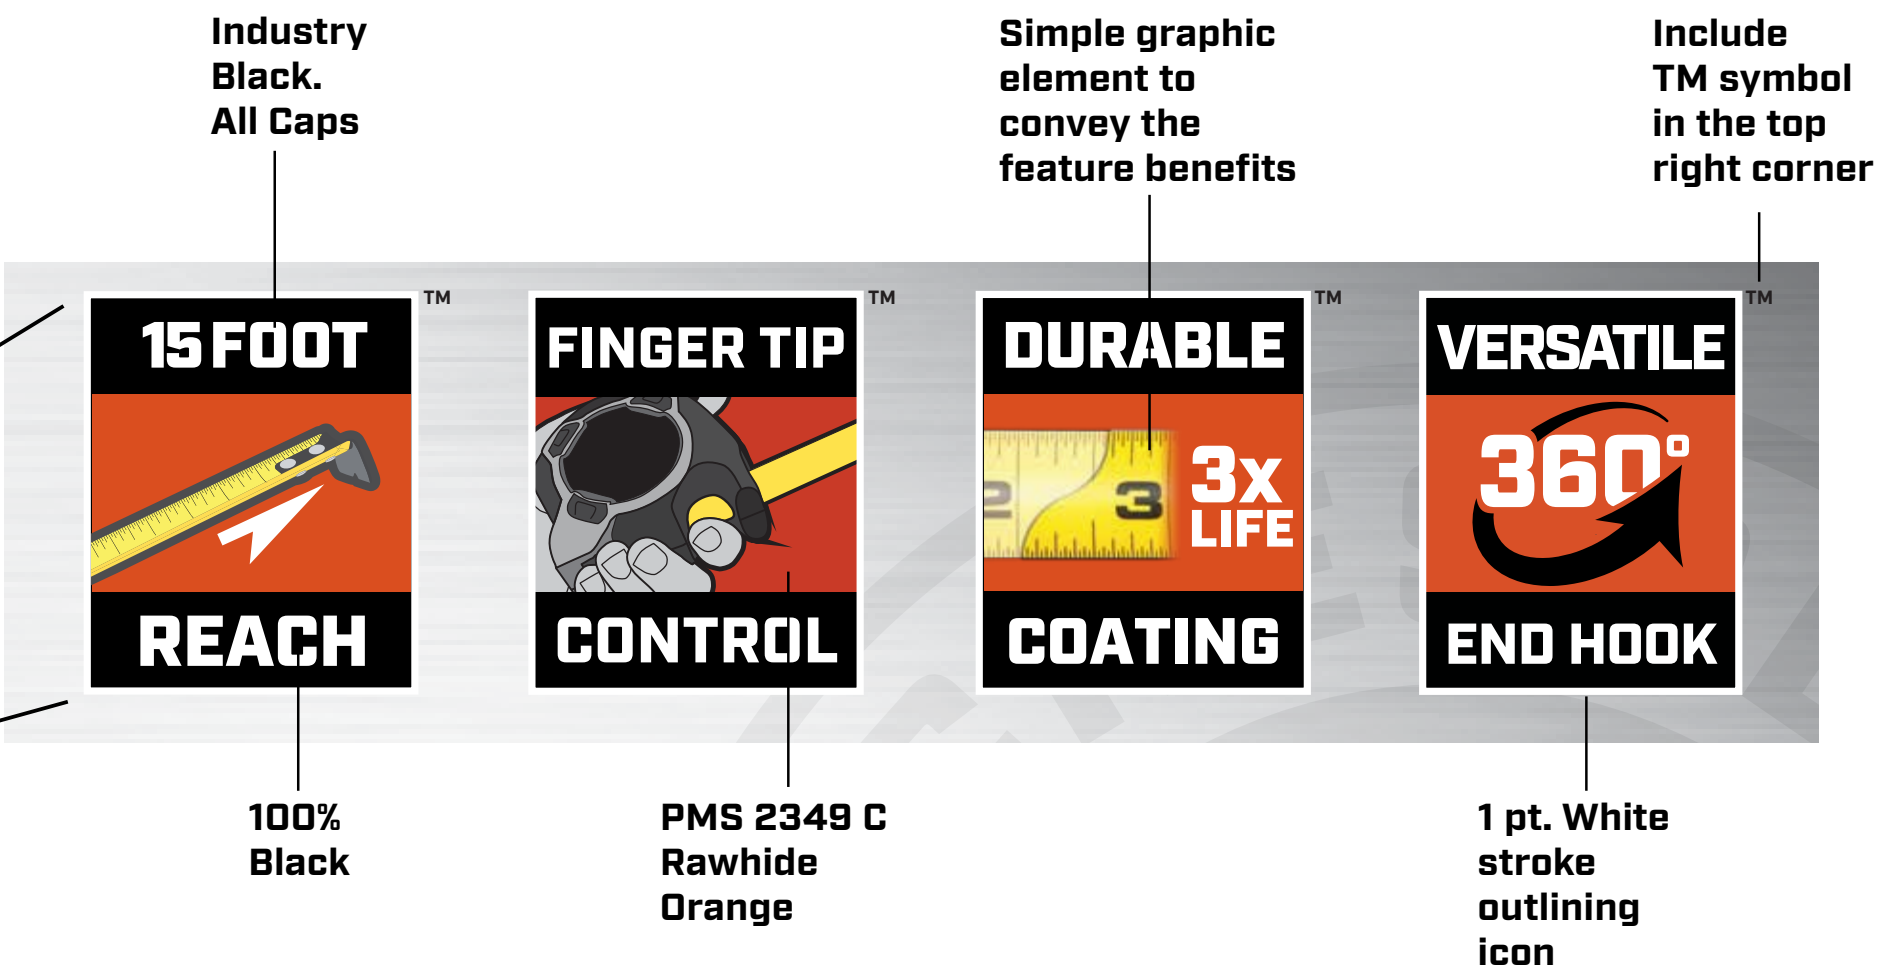 Industry
Black.
All Caps
Simple graphic
element to
convey the
feature benefits
Include
TM symbol
in the top
right corner
15 FOOT
REACH
TM
FINGER TIP
CONTROL
TM
DURABLE
2 3
3x
LIFE
COATING
TM
VERSATILE
360°
END HOOK
TM
100%
Black
PMS 2349 C
Rawhide
Orange
1 pt. White
stroke
outlining
icon